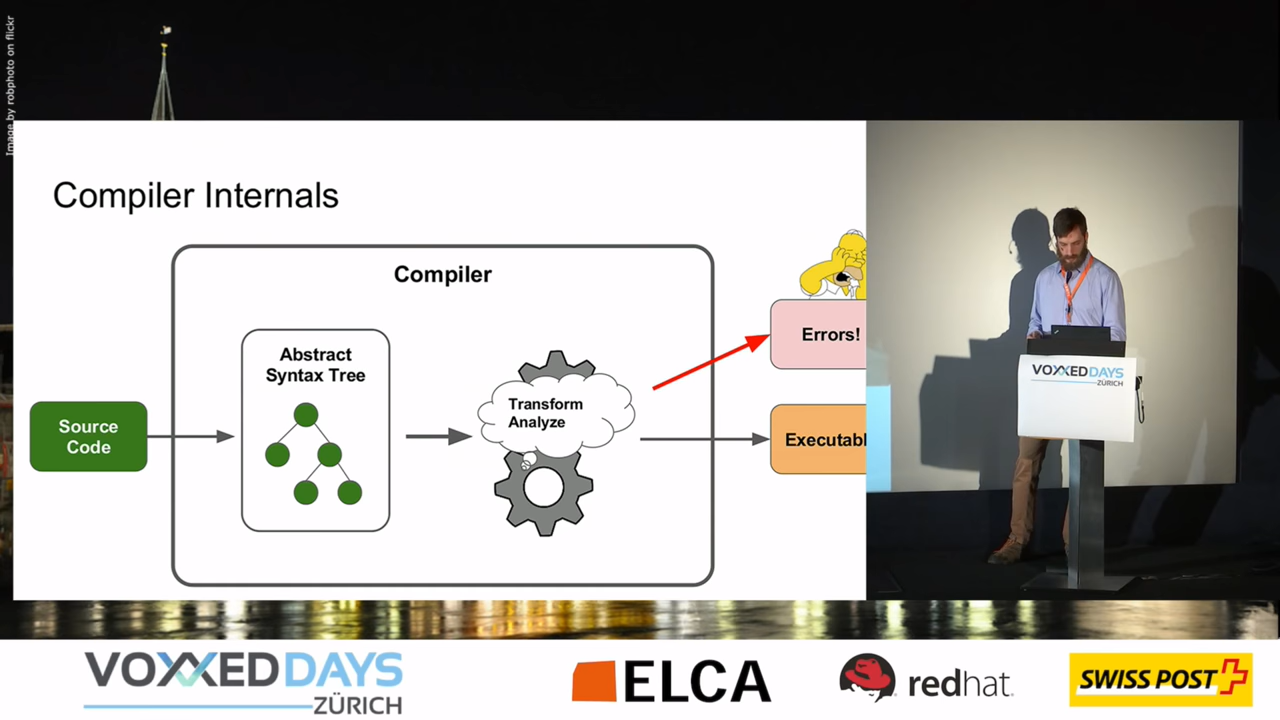 Image by robphoto on flickr
Compiler Internals
Compiler
Abstract
Syntax Tree
Source
Code
Transform
Analyze
Errors!
Executabl
VOXXEDDAYS
ZÜRICH
VOXXEDDAYS
ZÜRICH
ELCA
redhat.
SWISS POST